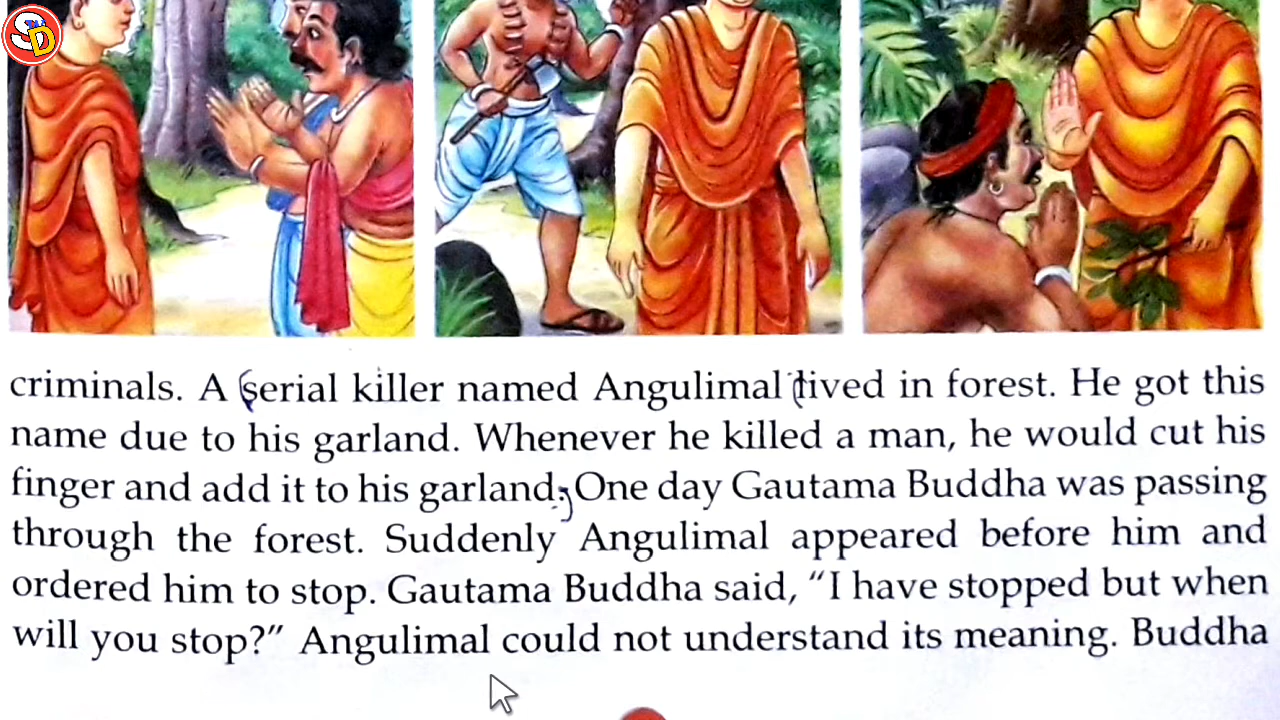 SD
criminals. A serial killer named Angulimal lived in forest. He got this
name due to his garland. Whenever he killed a man, he would cut his
finger and add it to his garland. One day Gautama Buddha was passing
through the forest. Suddenly Angulimal appeared before him and
ordered him to stop. Gautama Buddha said, “I have stopped but when
will you stop?” Angulimal could not understand its meaning. Buddha